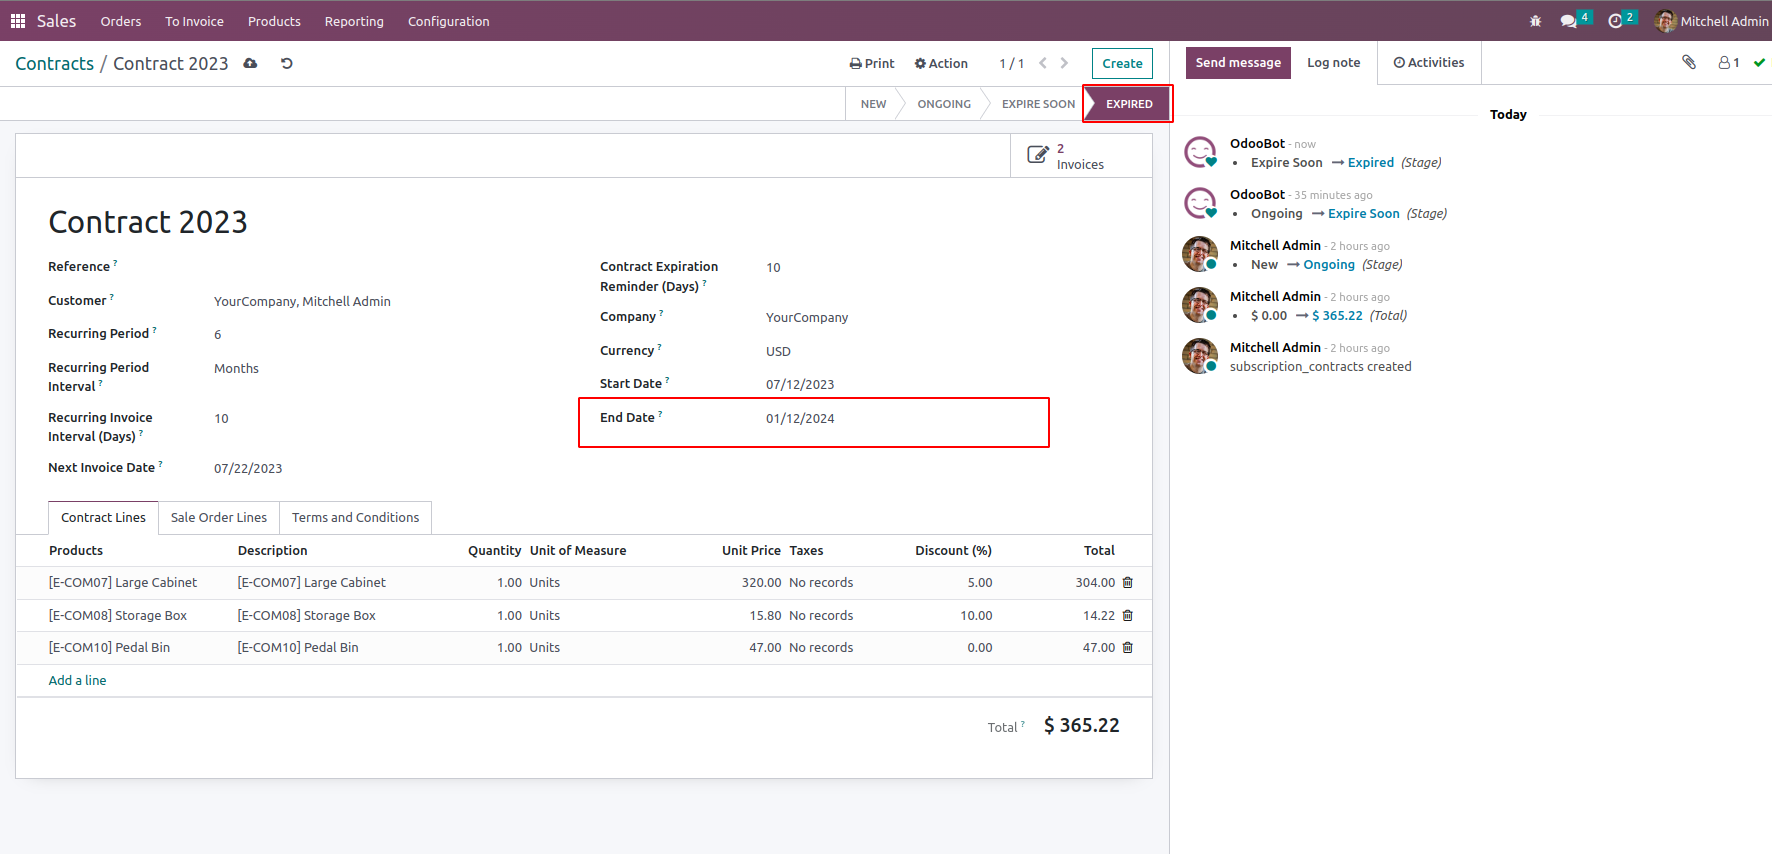 Sales Orders To Invoice Products Reporting Configuration 4 2 Mitchell Admin
Contracts / Contract 2023 Print Action 1 / 1 Create
NEW ONGOING EXPIRE SOON EXPIRED
2
Invoices
Contract 2023
Reference ?
Customer ? YourCompany, Mitchell Admin
Recurring Period ? 6
Recurring Period
Interval ? Months
Recurring Invoice
Interval (Days) ? 10
Next Invoice Date ? 07/22/2023
Contract Expiration
Reminder (Days) ? 10
Company ? YourCompany
Currency ? USD
Start Date ? 07/12/2023
End Date ? 01/12/2024
Contract Lines Sale Order Lines Terms and Conditions
Products Description Quantity Unit of Measure Unit Price Taxes Discount (%) Total
[E-COM07] Large Cabinet [E-COM07] Large Cabinet 1.00 Units 320.00 No records 5.00 304.00
[E-COM08] Storage Box [E-COM08] Storage Box 1.00 Units 15.80 No records 10.00 14.22
[E-COM10] Pedal Bin [E-COM10] Pedal Bin 1.00 Units 47.00 No records 0.00 47.00
Add a line
Total ? $ 365.22
Send message Log note Activities 1
Today
OdooBot - now
• Expire Soon → Expired (Stage)
OdooBot - 35 minutes ago
• Ongoing → Expire Soon (Stage)
Mitchell Admin - 2 hours ago
• New → Ongoing (Stage)
Mitchell Admin - 2 hours ago
• $ 0.00 → $ 365.22 (Total)
Mitchell Admin - 2 hours ago
subscription_contracts created